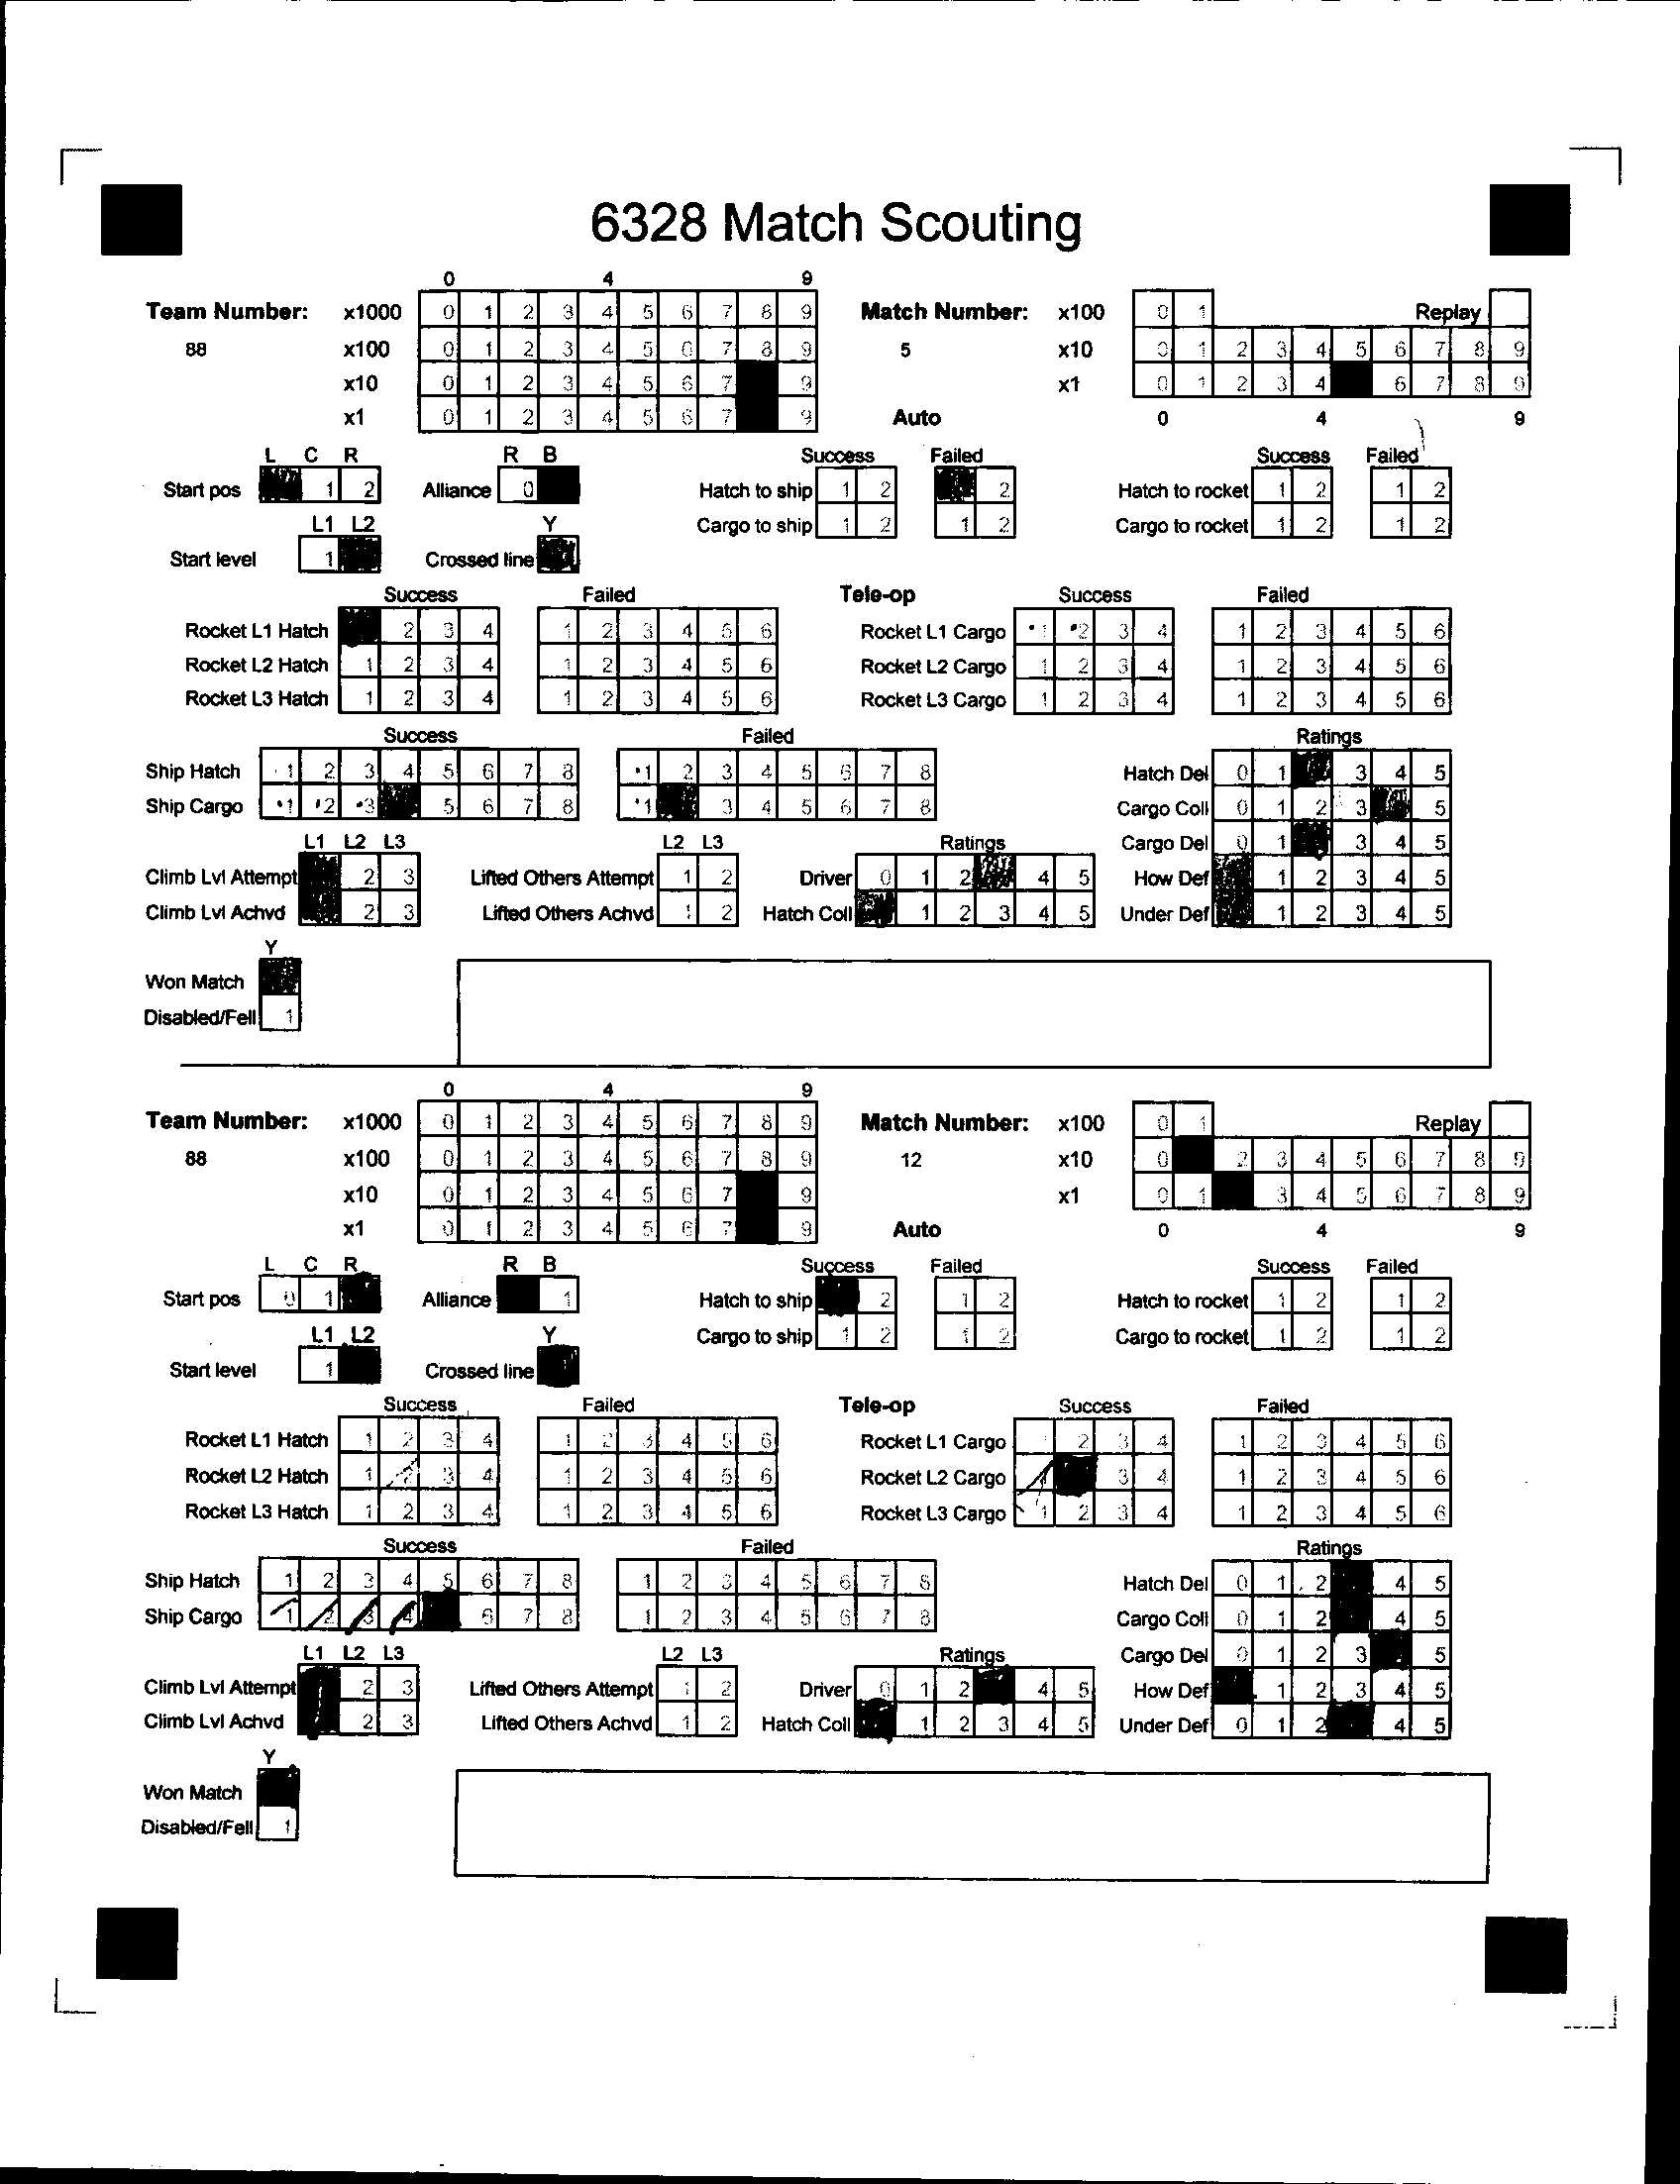 6328 Match Scouting
0 4 9
Team Number: x1000 0 1 2 3 4 5 6 7 8 9 Match Number: x100 0 1 Replay
88 x100 0 1 2 3 4 5 6 7 8 9 5 x10 0 1 2 3 4 5 6 7 8 9
x10 0 1 2 3 4 5 6 7 9 x1 0 1 2 3 4 6 7 8 9
x1 0 1 2 3 4 5 6 7 9 Auto 0 4 9
L C R R B Success Failed Success Failed
Start pos 1 2 Alliance 0 Hatch to ship 1 2 2 Hatch to rocket 1 2 1 2
L1 L2 Y Cargo to ship 1 2 1 2 Cargo to rocket 1 2 1 2
Start level 1 Crossed line
Success Failed Tele-op Success Failed
Rocket L1 Hatch 2 3 4 1 2 3 4 5 6 Rocket L1 Cargo 1 2 3 4 1 2 3 4 5 6
Rocket L2 Hatch 1 2 3 4 1 2 3 4 5 6 Rocket L2 Cargo 1 2 3 4 1 2 3 4 5 6
Rocket L3 Hatch 1 2 3 4 1 2 3 4 5 6 Rocket L3 Cargo 1 2 3 4 1 2 3 4 5 6
Success Failed Ratings
Ship Hatch 1 2 3 4 5 6 7 8 1 2 3 4 5 6 7 8 Hatch Del 0 1 3 4 5
Ship Cargo 1 2 3 5 6 7 8 1 3 4 5 6 7 8 Cargo Coll 0 1 2 3 5
L1 L2 L3 L2 L3 Ratings Cargo Del 0 1 3 4 5
Climb Lvl Attempt 2 3 Lifted Others Attempt 1 2 Driver 0 1 2 4 5 How Def 1 2 3 4 5
Climb Lvl Achvd 2 3 Lifted Others Achvd 1 2 Hatch Coll 1 2 3 4 5 Under Def 1 2 3 4 5
Y
Won Match
Disabled/Fell 1
0 4 9
Team Number: x1000 0 1 2 3 4 5 6 7 8 9 Match Number: x100 0 1 Replay
88 x100 0 1 2 3 4 5 6 7 8 9 12 x10 0 2 3 4 5 6 7 8 9
x10 0 1 2 3 4 5 6 7 9 x1 0 1 3 4 5 6 7 8 9
x1 0 1 2 3 4 5 6 7 9 Auto 0 4 9
L C R R B Success Failed Success Failed
Start pos 0 1 Alliance 1 Hatch to ship 2 1 2 Hatch to rocket 1 2 1 2
L1 L2 Y Cargo to ship 1 2 1 2 Cargo to rocket 1 2 1 2
Start level 1 Crossed line
Success Failed Tele-op Success Failed
Rocket L1 Hatch 1 2 3 4 1 2 3 4 5 6 Rocket L1 Cargo 2 3 4 1 2 3 4 5 6
Rocket L2 Hatch 1 2 3 4 1 2 3 4 5 6 Rocket L2 Cargo 3 4 1 2 3 4 5 6
Rocket L3 Hatch 1 2 3 4 1 2 3 4 5 6 Rocket L3 Cargo 1 2 3 4 1 2 3 4 5 6
Success Failed Ratings
Ship Hatch 1 2 3 4 5 6 7 8 1 2 3 4 5 6 7 8 Hatch Del 0 1 2 4 5
Ship Cargo 1 2 3 4 6 7 8 1 2 3 4 5 6 7 8 Cargo Coll 0 1 2 4 5
L1 L2 L3 L2 L3 Ratings Cargo Del 0 1 2 3 5
Climb Lvl Attempt 2 3 Lifted Others Attempt 1 2 Driver 0 1 2 4 5 How Def 1 2 3 4 5
Climb Lvl Achvd 2 3 Lifted Others Achvd 1 2 Hatch Coll 1 2 3 4 5 Under Def 0 1 2 4 5
Y
Won Match
Disabled/Fell 1